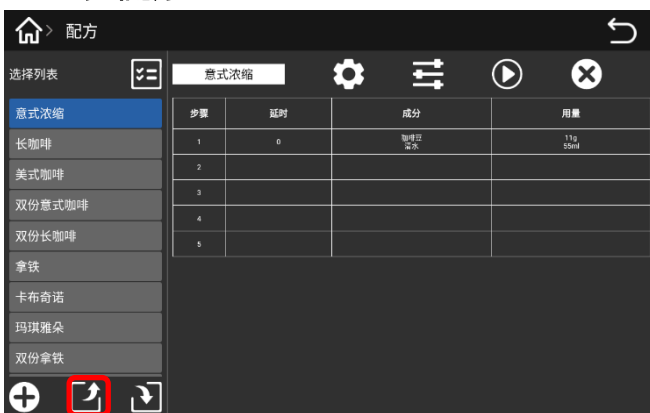 > 配方
选择列表
意式浓缩
意式浓缩
长咖啡
美式咖啡
双份意式咖啡
双份长咖啡
拿铁
卡布奇诺
玛琪雅朵
双份拿铁
步骤 延时 成分 用量
1 0 咖啡豆 11g
热水 55ml
2
3
4
5